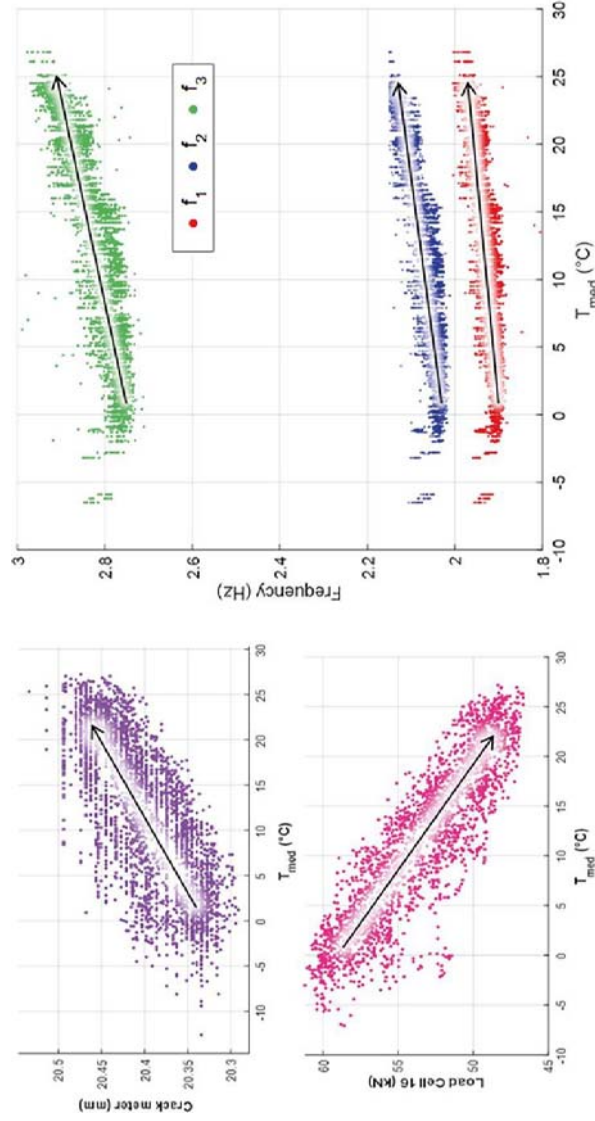 Crack meter (mm)
20.5
20.45
20.4
20.35
20.3
-10 -5 0 5 10 15 20 25 30
T_med (°C)
Load Cell 16 (kN)
60
55
50
45
-10 -5 0 5 10 15 20 25 30
T_med (°C)
Frequency (Hz)
3
2.8
2.6
2.4
2.2
2
1.8
f1 f2 f3
-10 -5 0 5 10 15 20 25 30
T_med (°C)